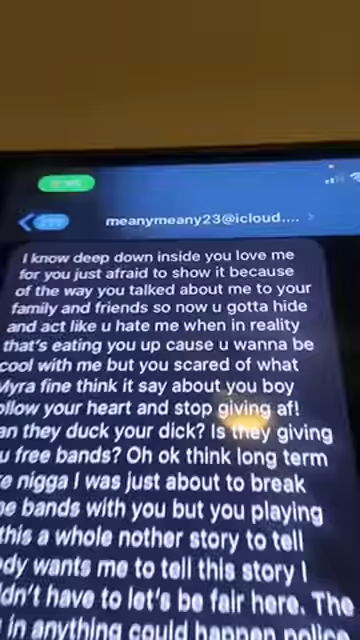 meanymeany23@icloud....
I know deep down inside you love me
for you just afraid to show it because
of the way you talked about me to your
family and friends so now u gotta hide
and act like u hate me when in reality
that's eating you up cause u wanna be
cool with me but you scared of what
Myra fine think it say about you boy
ollow your heart and stop giving af!
an they duck your dick? Is they giving
u free bands? Oh ok think long term
e nigga I was just about to break
e bands with you but you playing
this a whole nother story to tell
dy wants me to tell this story I
dn't have to let's be fair here. The
in anything could happen police